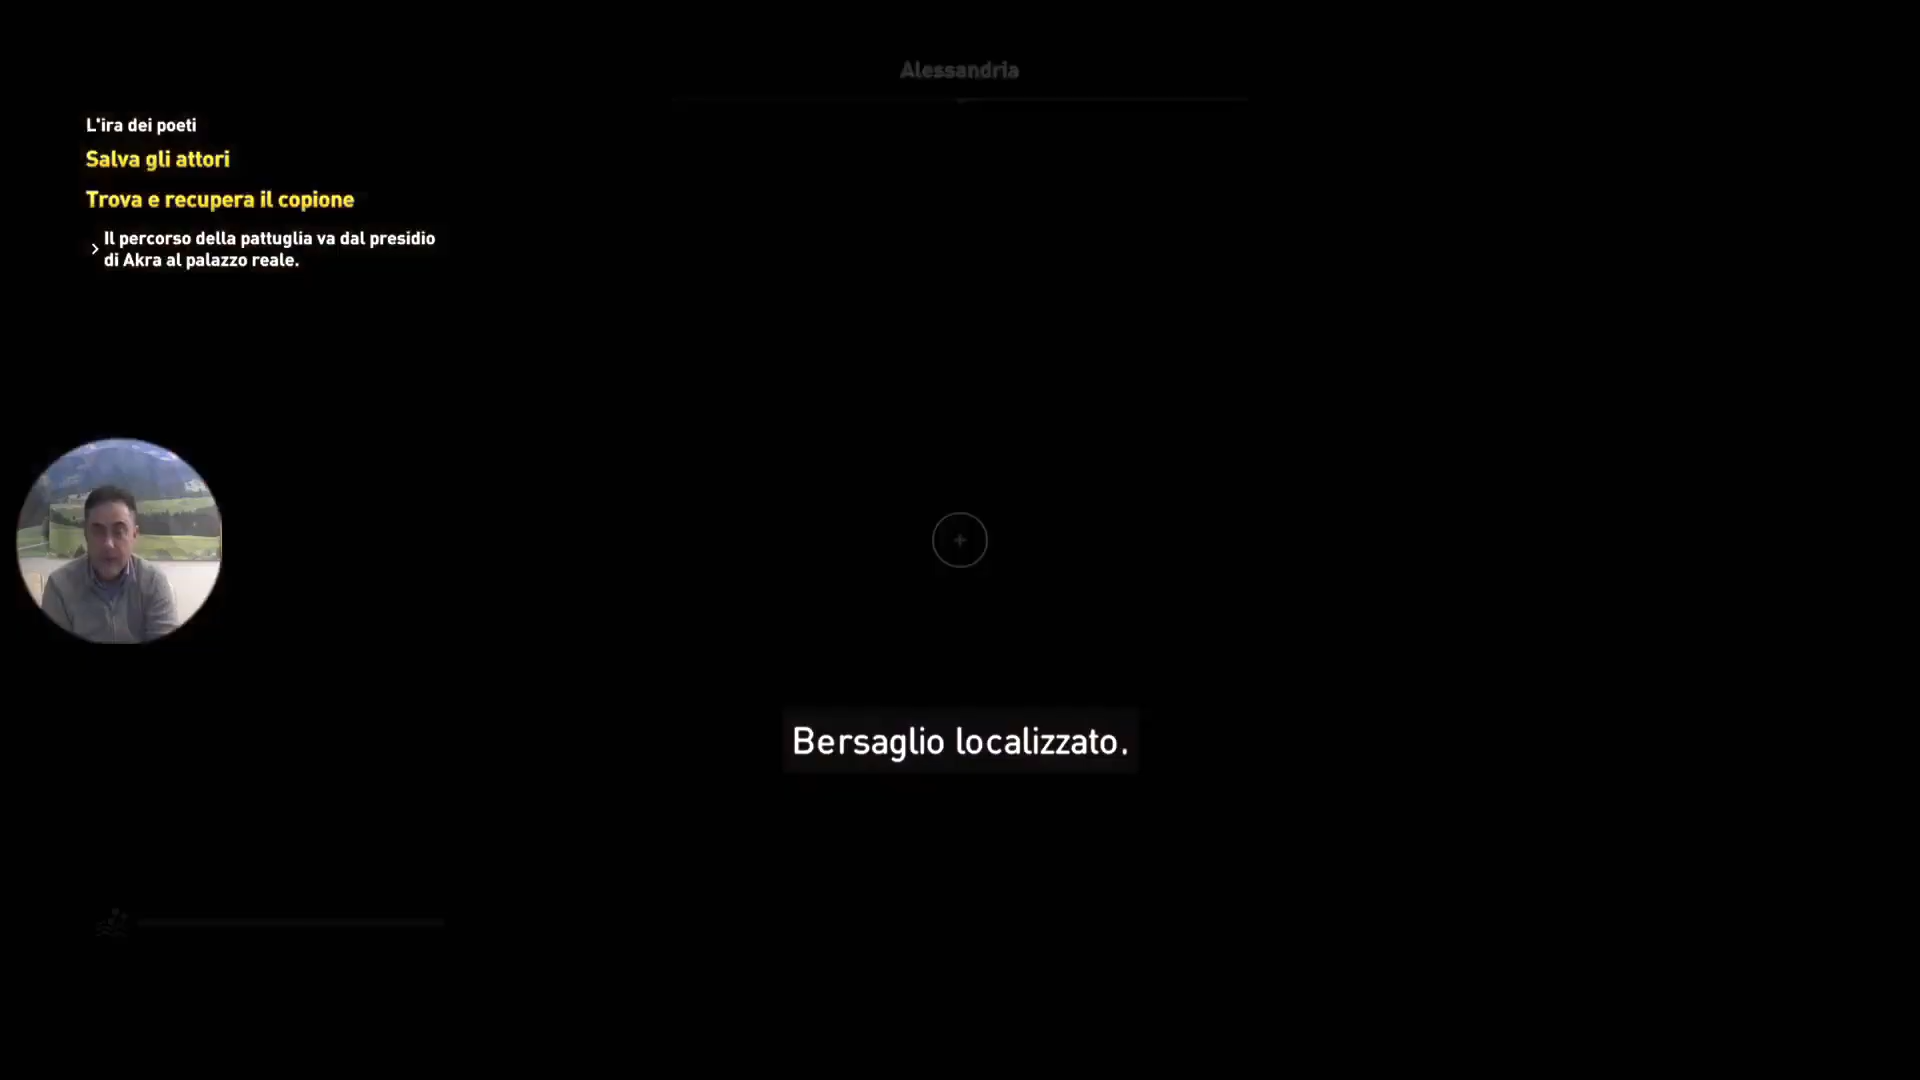 Alessandria
L'ira dei poeti
Salva gli attori
Trova e recupera il copione
Il percorso della pattuglia va dal presidio
di Akra al palazzo reale.
Bersaglio localizzato.